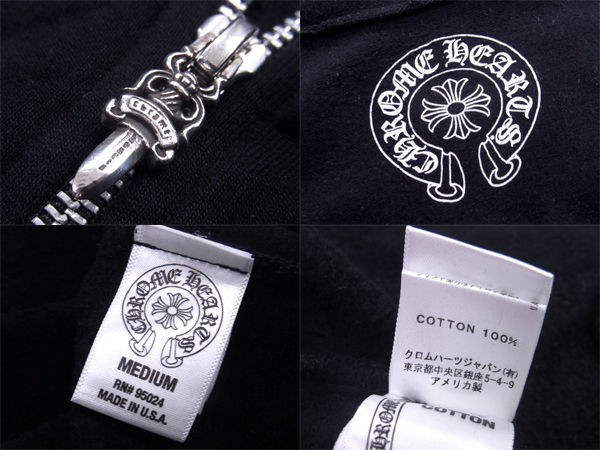 CHROME HEARTS
CHROME HEARTS
MEDIUM
RN# 95024
MADE IN U.S.A.
COTTON 100%
クロムハーツジャパン(有)
東京都中央区銀座5-4-9
アメリカ製
COTTON